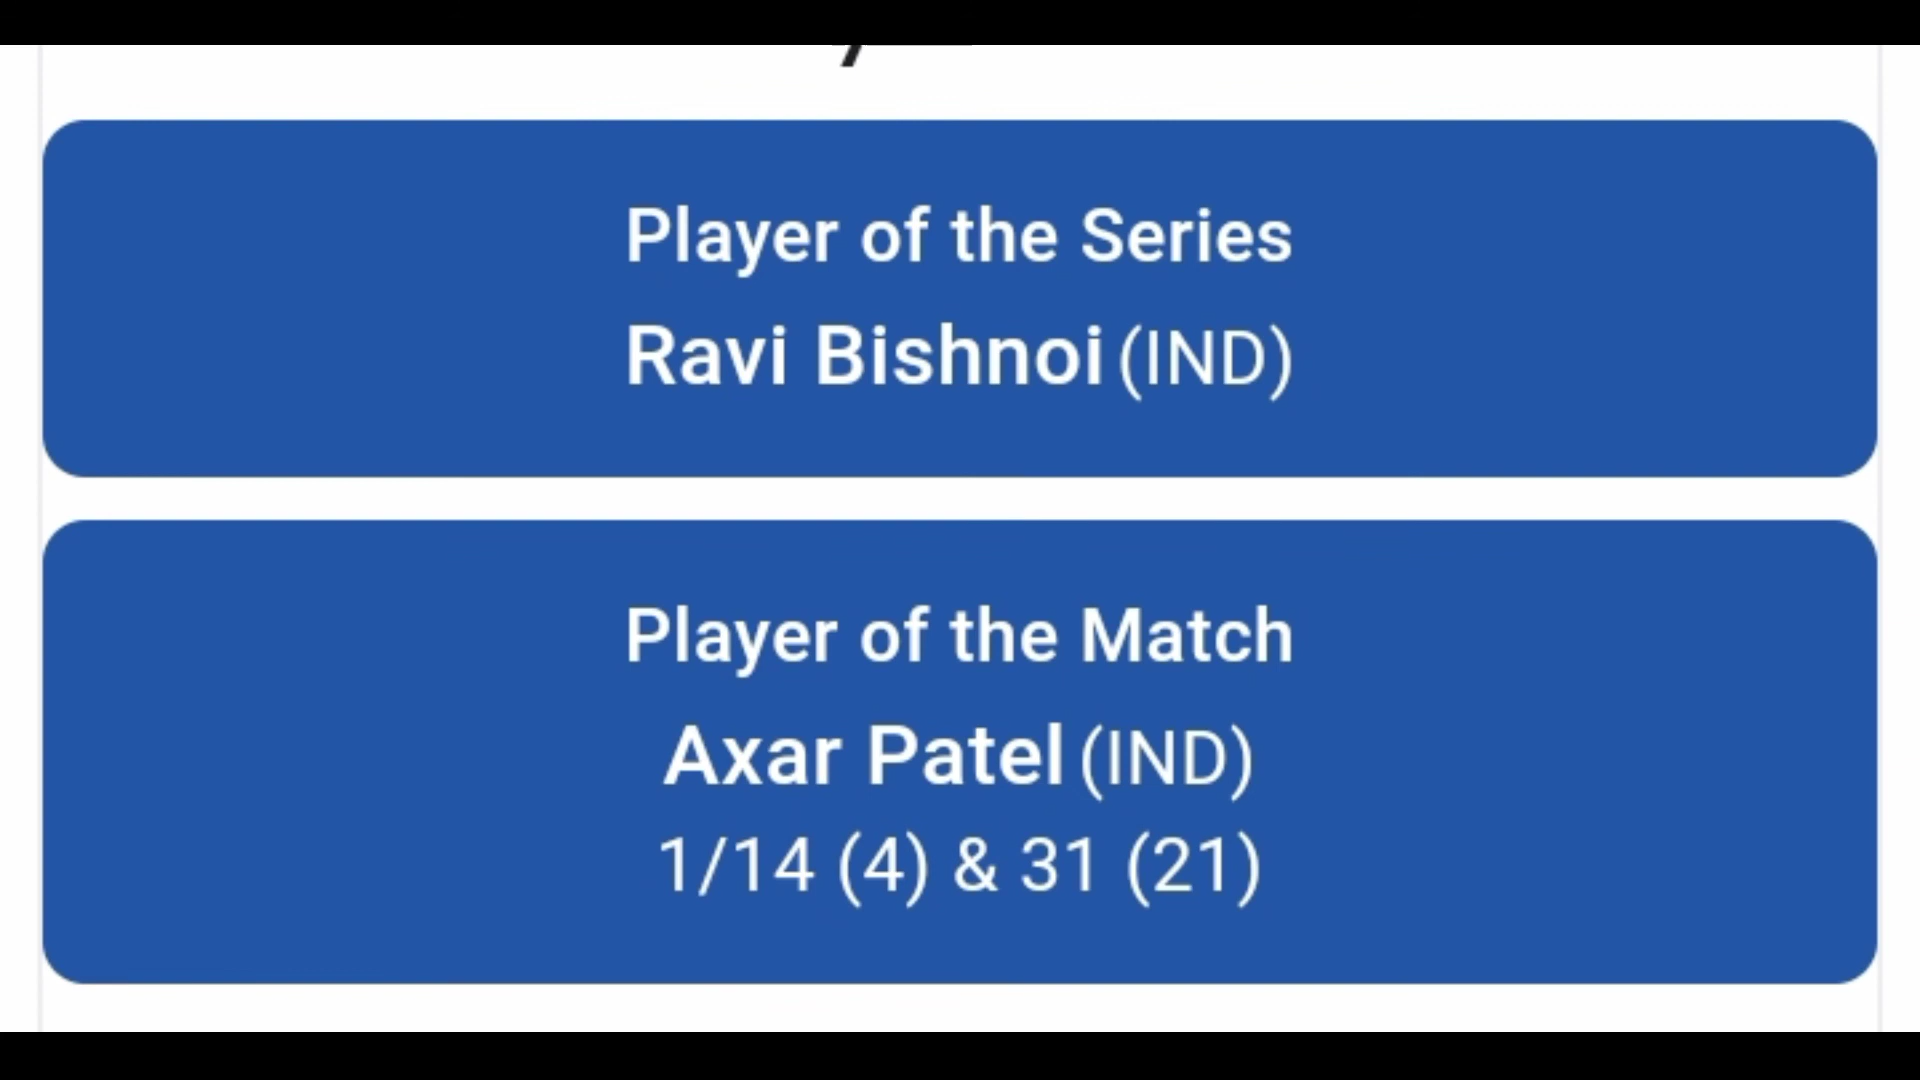 Player of the Series
Ravi Bishnoi (IND)
Player of the Match
Axar Patel (IND)
1/14 (4) & 31 (21)